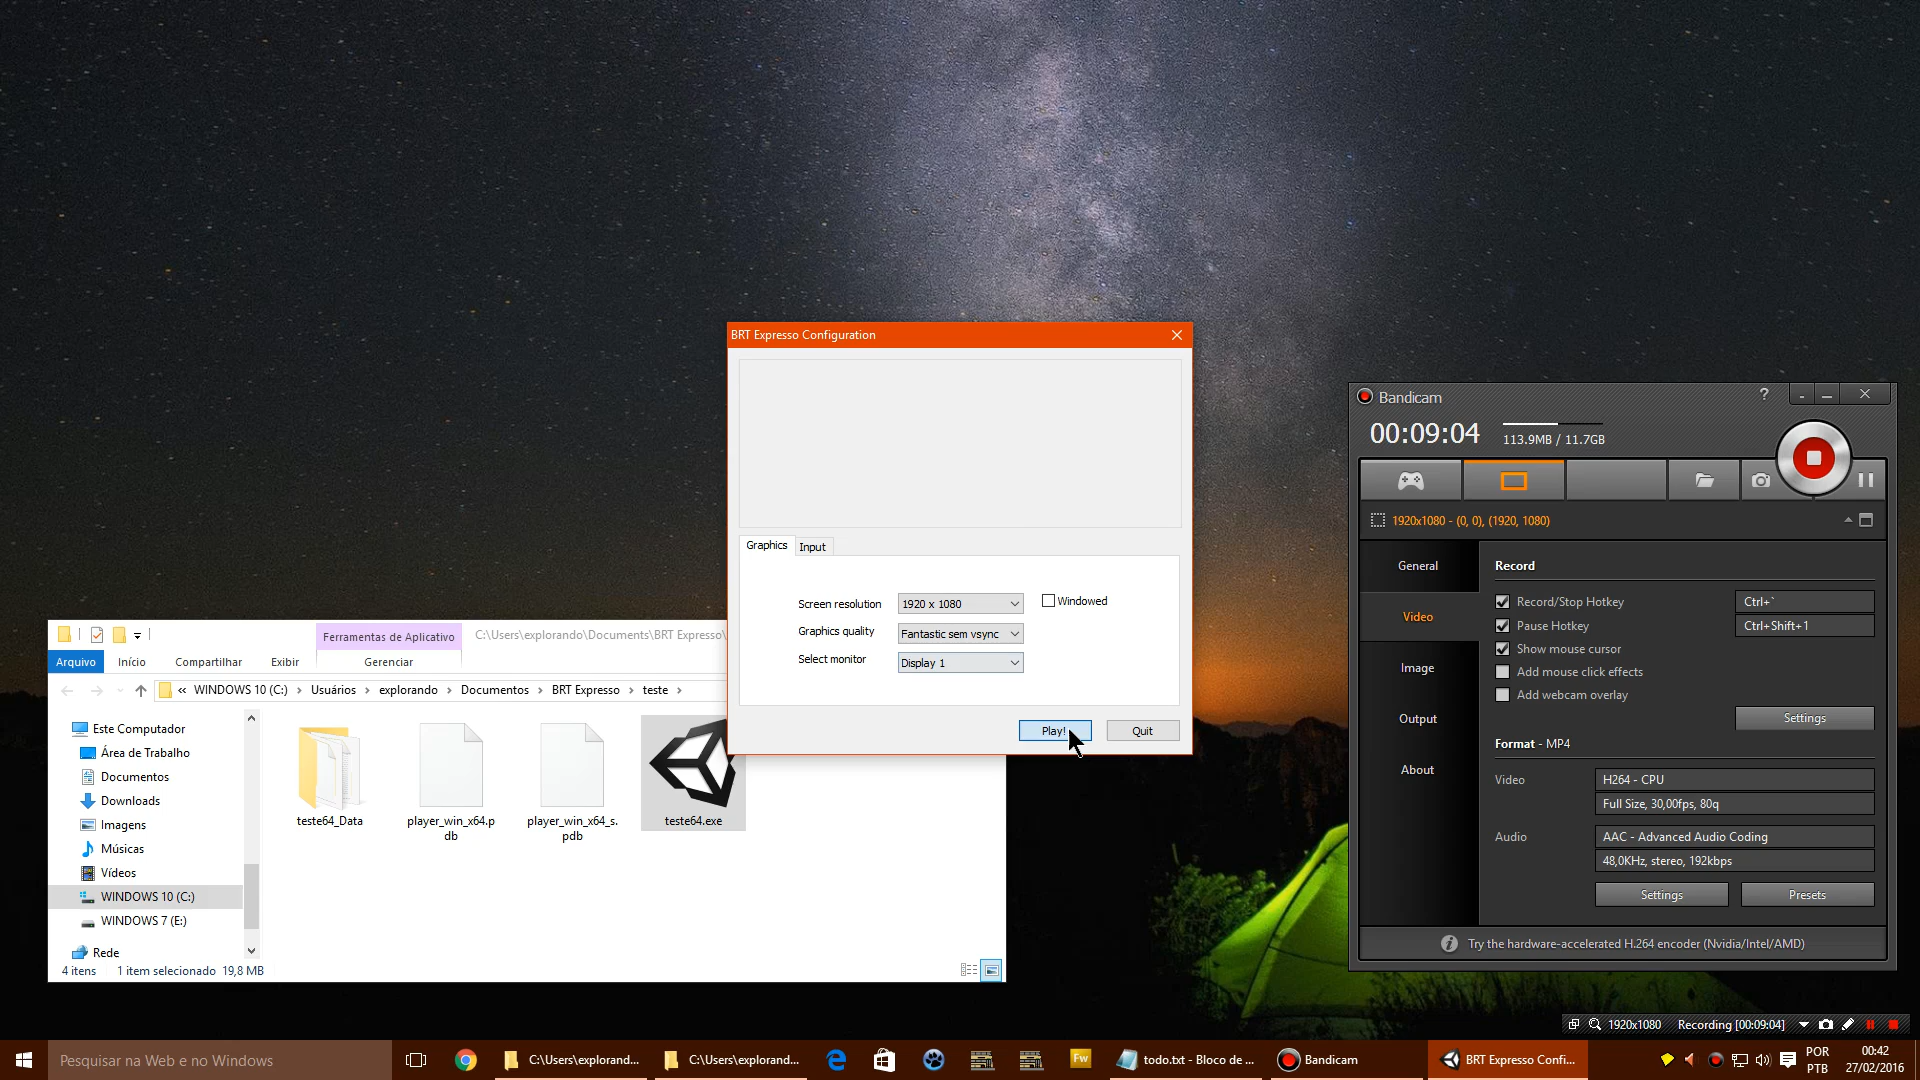 BRT Expresso Configuration
Graphics
Input
Screen resolution
1920 x 1080
Windowed
Graphics quality
Fantastic sem vsync
Select monitor
Display 1
Play!
Quit
Ferramentas de Aplicativo
C:\Users\explorando\Documents\BRT Expresso\
Arquivo
Início
Compartilhar
Exibir
Gerenciar
« WINDOWS 10 (C:) › Usuários › explorando › Documentos › BRT Expresso › teste ›
Este Computador
Área de Trabalho
Documentos
Downloads
Imagens
Músicas
Vídeos
WINDOWS 10 (C:)
WINDOWS 7 (E:)
Rede
teste64_Data
player_win_x64.p
db
player_win_x64_s.
pdb
teste64.exe
4 itens
1 item selecionado 19,8 MB
Bandicam
?
00:09:04
113.9MB / 11.7GB
1920x1080 - (0, 0), (1920, 1080)
General
Video
Image
Output
About
Record
Record/Stop Hotkey
Ctrl+`
Pause Hotkey
Ctrl+Shift+1
Show mouse cursor
Add mouse click effects
Add webcam overlay
Settings
Format - MP4
Video
H264 - CPU
Full Size, 30,00fps, 80q
Audio
AAC - Advanced Audio Coding
48,0KHz, stereo, 192kbps
Settings
Presets
Try the hardware-accelerated H.264 encoder (Nvidia/Intel/AMD)
1920x1080 Recording [00:09:04]
Pesquisar na Web e no Windows
C:\Users\explorand...
C:\Users\explorand...
Fw
todo.txt - Bloco de ...
Bandicam
BRT Expresso Confi...
POR
PTB
00:42
27/02/2016